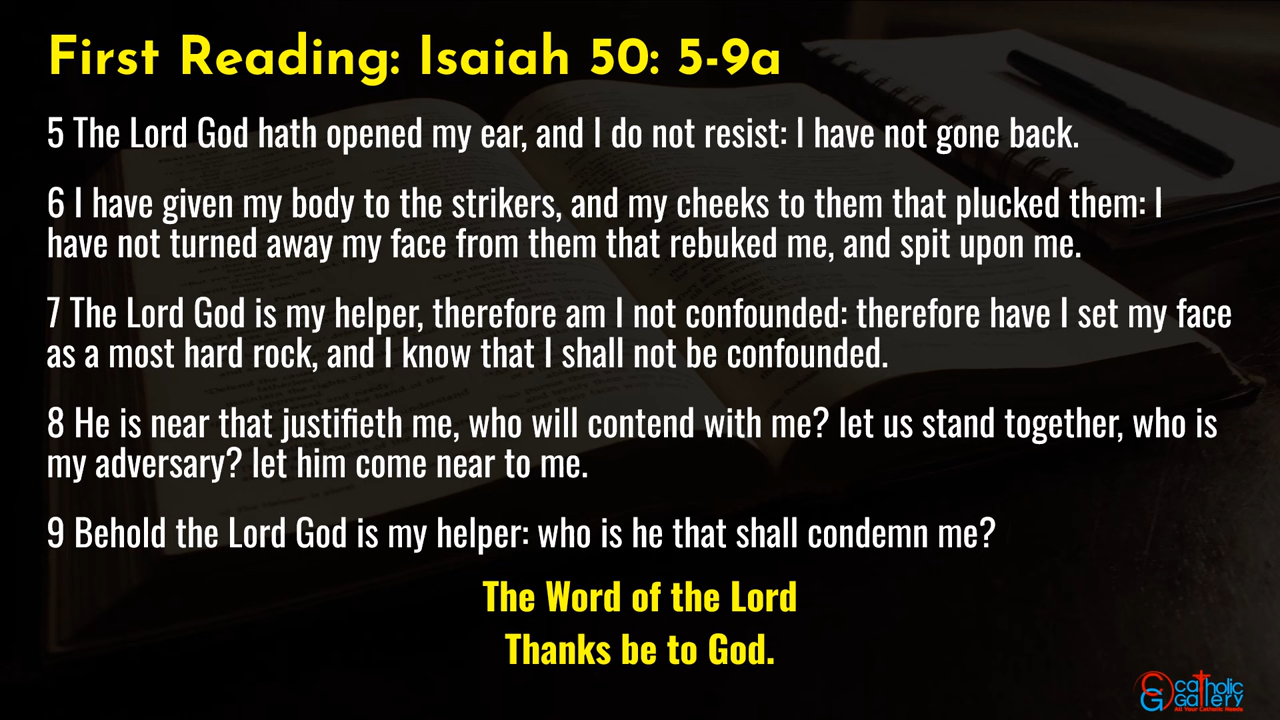 First Reading: Isaiah 50: 5-9a
5 The Lord God hath opened my ear, and I do not resist: I have not gone back.
6 I have given my body to the strikers, and my cheeks to them that plucked them: I
have not turned away my face from them that rebuked me, and spit upon me.
7 The Lord God is my helper, therefore am I not confounded: therefore have I set my face
as a most hard rock, and I know that I shall not be confounded.
8 He is near that justifieth me, who will contend with me? let us stand together, who is
my adversary? let him come near to me.
9 Behold the Lord God is my helper: who is he that shall condemn me?
The Word of the Lord
Thanks be to God.
catholic
Gallery
All Your Catholic Needs